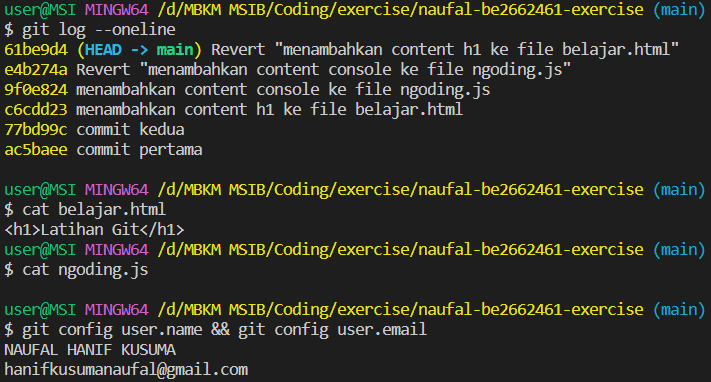 user@MSI MINGW64 /d/MBKM MSIB/Coding/exercise/naufal-be2662461-exercise (main)
$ git log --oneline
61be9d4 (HEAD -> main) Revert "menambahkan content h1 ke file belajar.html"
e4b274a Revert "menambahkan content console ke file ngoding.js"
9f0e824 menambahkan content console ke file ngoding.js
c6cdd23 menambahkan content h1 ke file belajar.html
77bd99c commit kedua
ac5baee commit pertama
user@MSI MINGW64 /d/MBKM MSIB/Coding/exercise/naufal-be2662461-exercise (main)
$ cat belajar.html
<h1>Latihan Git</h1>
user@MSI MINGW64 /d/MBKM MSIB/Coding/exercise/naufal-be2662461-exercise (main)
$ cat ngoding.js
user@MSI MINGW64 /d/MBKM MSIB/Coding/exercise/naufal-be2662461-exercise (main)
$ git config user.name && git config user.email
NAUFAL HANIF KUSUMA
hanifkusumanaufal@gmail.com